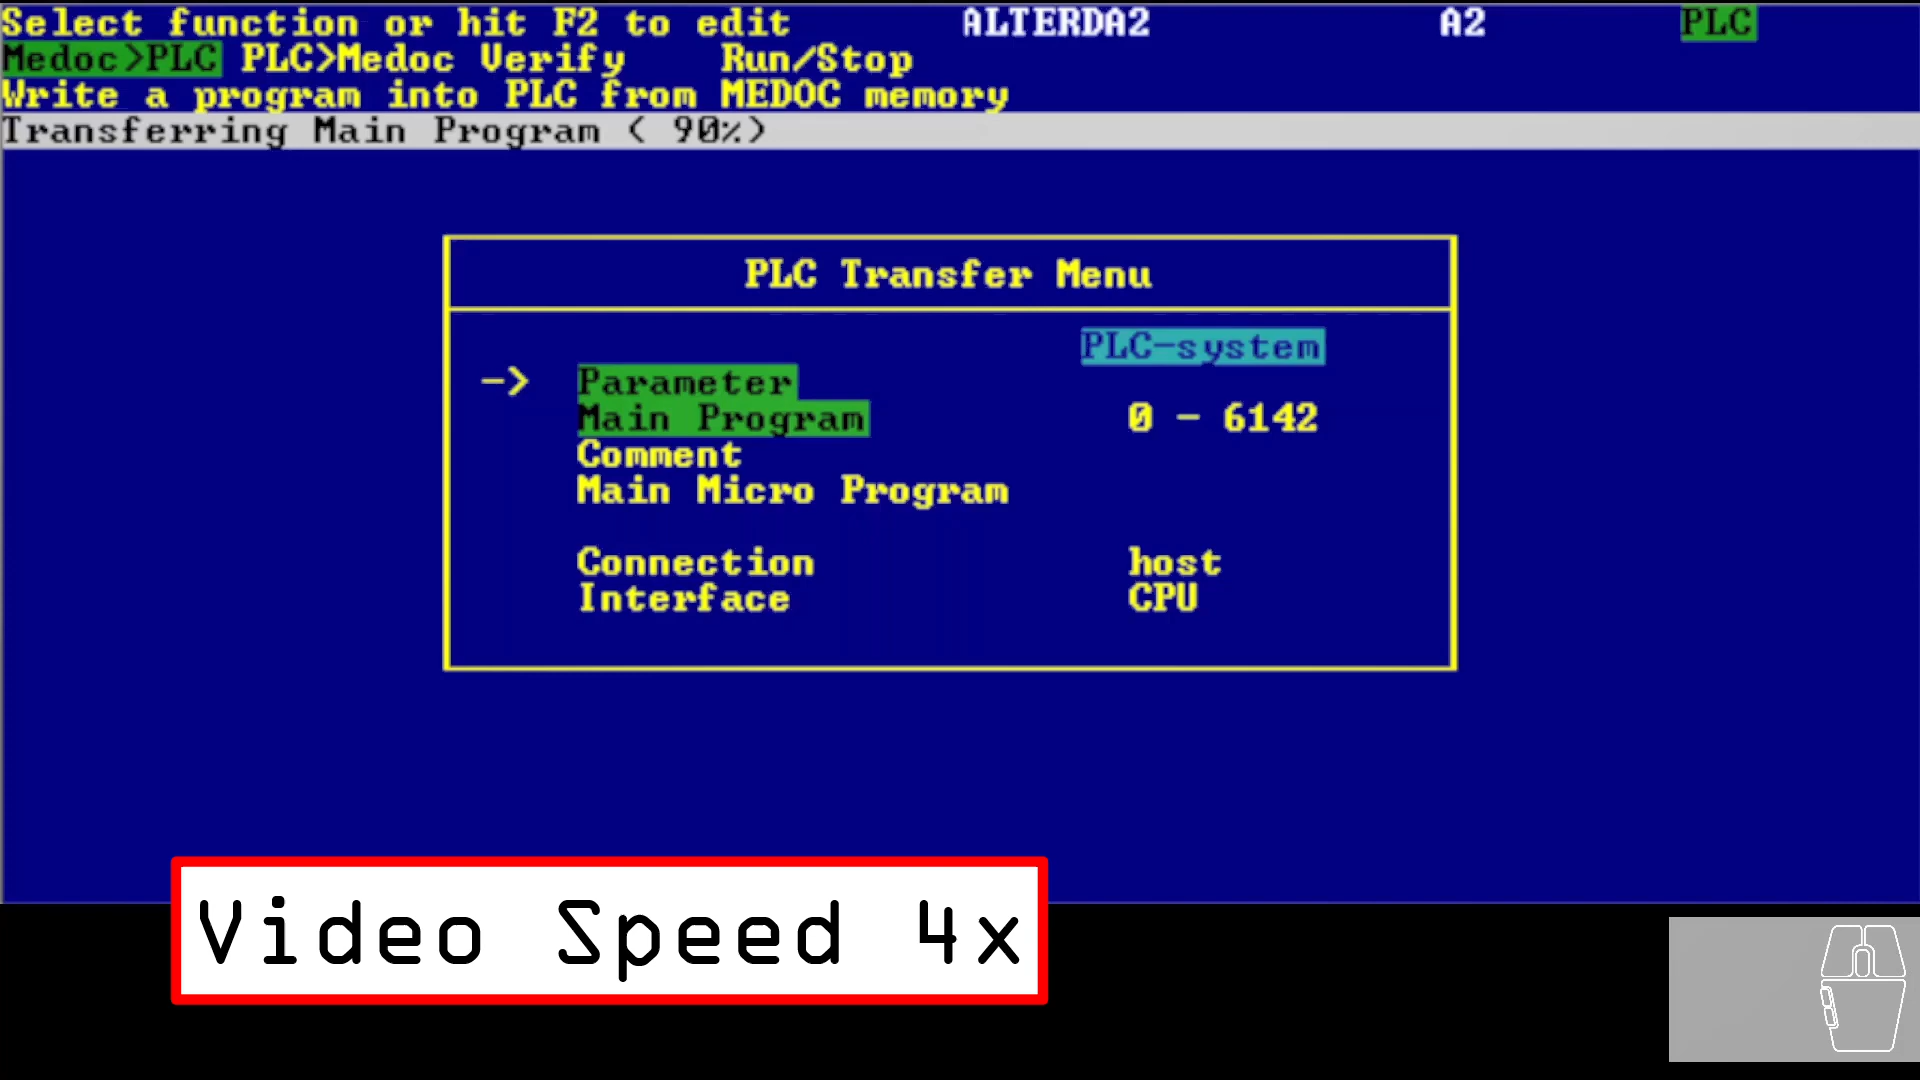 Select function or hit F2 to edit ALTERDA2 A2 PLC
Medoc>PLC PLC>Medoc Verify Run/Stop
Write a program into PLC from MEDOC memory
Transferring Main Program ( 90%)
PLC Transfer Menu
PLC-system
-> Parameter
Main Program 0 - 6142
Comment
Main Micro Program
Connection host
Interface CPU
Video Speed 4x